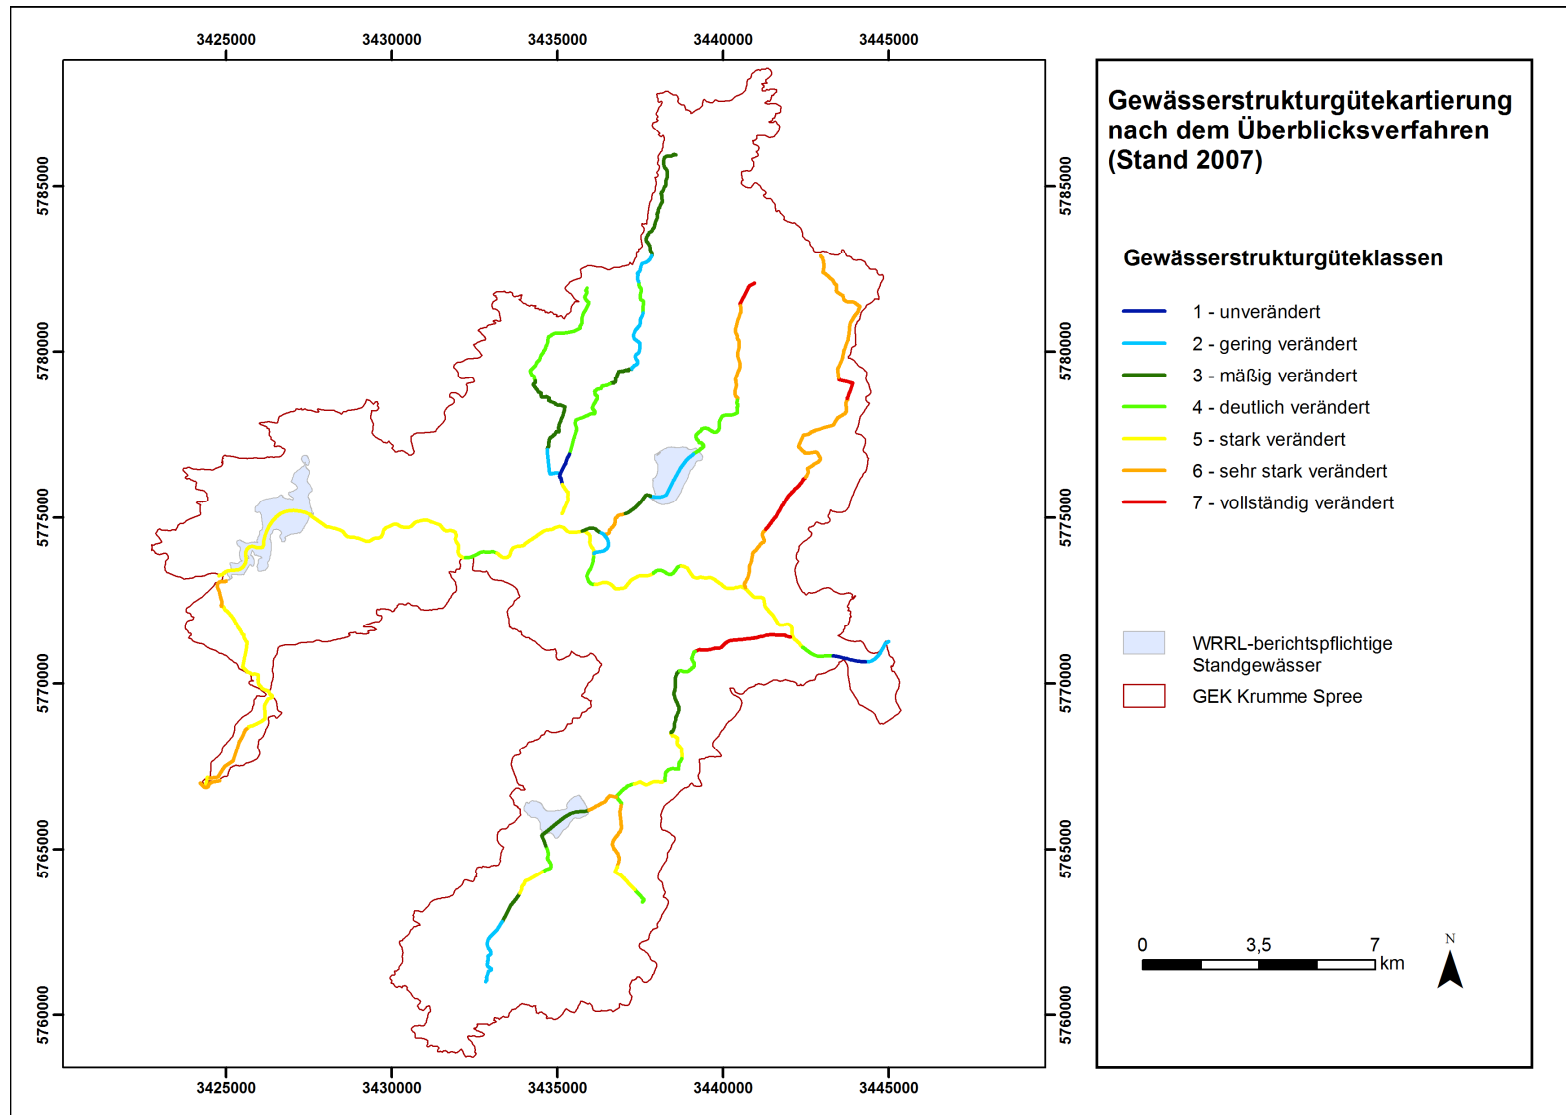 3425000 3430000 3435000 3440000 3445000
5785000 5785000
5780000 5780000
5775000 5775000
5770000 5770000
5765000 5765000
5760000 5760000
3425000 3430000 3435000 3440000 3445000
Gewässerstrukturgütekartierung
nach dem Überblicksverfahren
(Stand 2007)
Gewässerstrukturgüteklassen
1 - unverändert
2 - gering verändert
3 - mäßig verändert
4 - deutlich verändert
5 - stark verändert
6 - sehr stark verändert
7 - vollständig verändert
WRRL-berichtspflichtige
Standgewässer
GEK Krumme Spree
0 3,5 7
km
N